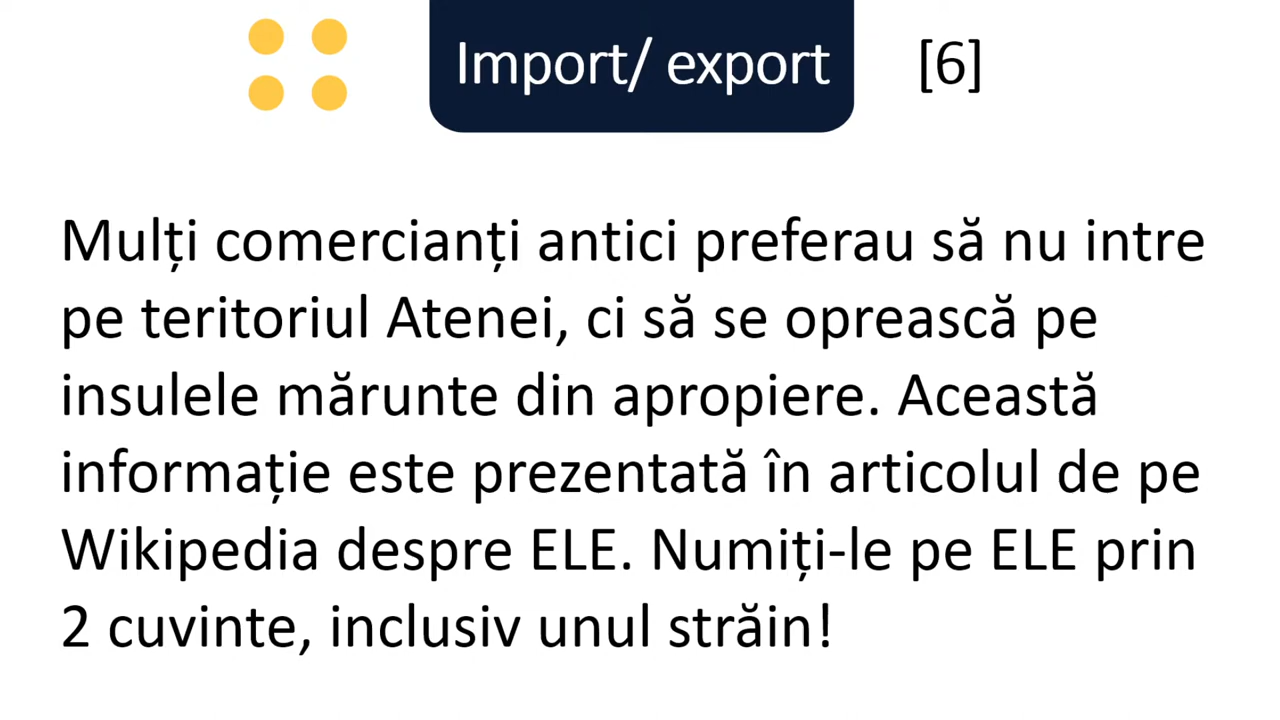 Import/ export [6]
Mulți comercianți antici preferau să nu intre
pe teritoriul Atenei, ci să se oprească pe
insulele mărunte din apropiere. Această
informație este prezentată în articolul de pe
Wikipedia despre ELE. Numiți-le pe ELE prin
2 cuvinte, inclusiv unul străin!